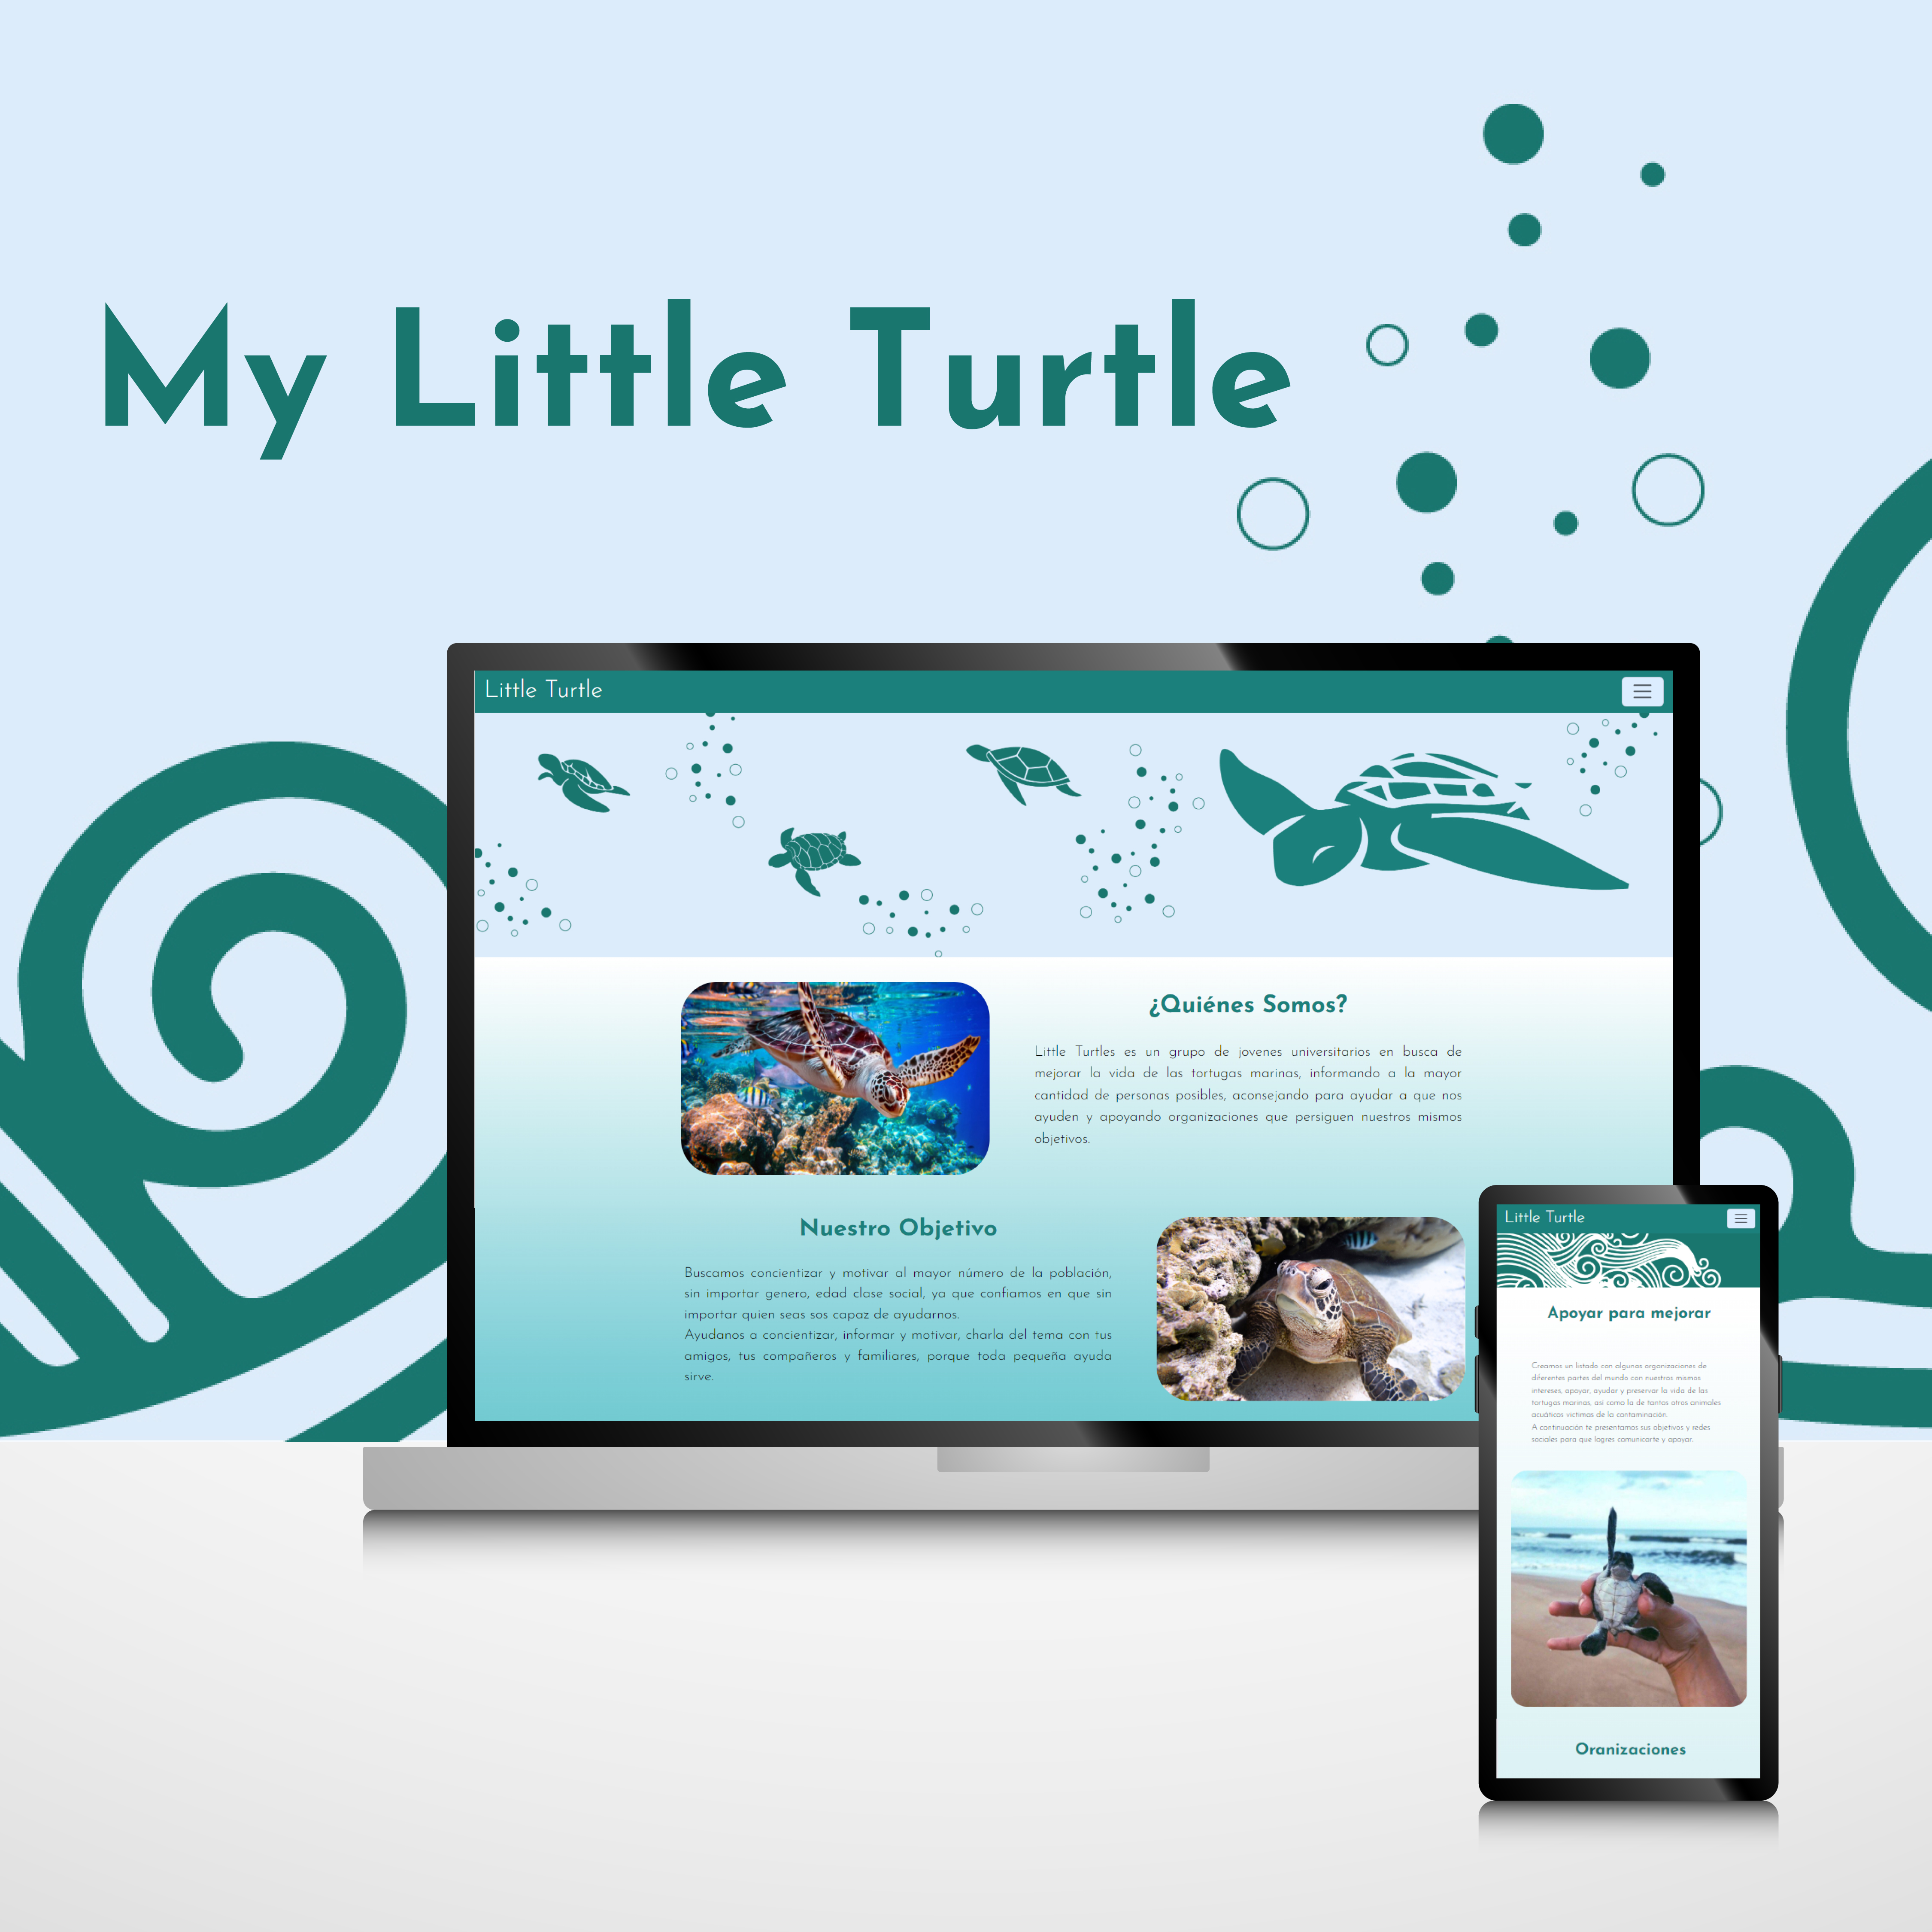 My Little Turtle
Little Turtle
¿Quiénes Somos?
Little Turtles es un grupo de jovenes universitarios en busca de
mejorar la vida de las tortugas marinas, informando a la mayor
cantidad de personas posibles, aconsejando para ayudar a que nos
ayuden y apoyando organizaciones que persiguen nuestros mismos
objetivos.
Nuestro Objetivo
Buscamos concientizar y motivar al mayor número de la población,
sin importar genero, edad clase social, ya que confiamos en que sin
importar quien seas sos capaz de ayudarnos.
Ayudanos a concientizar, informar y motivar, charla del tema con tus
amigos, tus compañeros y familiares, porque toda pequeña ayuda
sirve.
Little Turtle
Apoyar para mejorar
Creamos un listado con algunas organizaciones de
diferentes partes del mundo con nuestros mismos
intereses, apoyar, ayudar y preservar la vida de las
tortugas marinas, asi como la de tantos otros animales
acuáticos victimas de la contaminación.
A continuación te presentamos sus objetivos y redes
sociales para que logres comunicarte y apoyar.
Oranizaciones